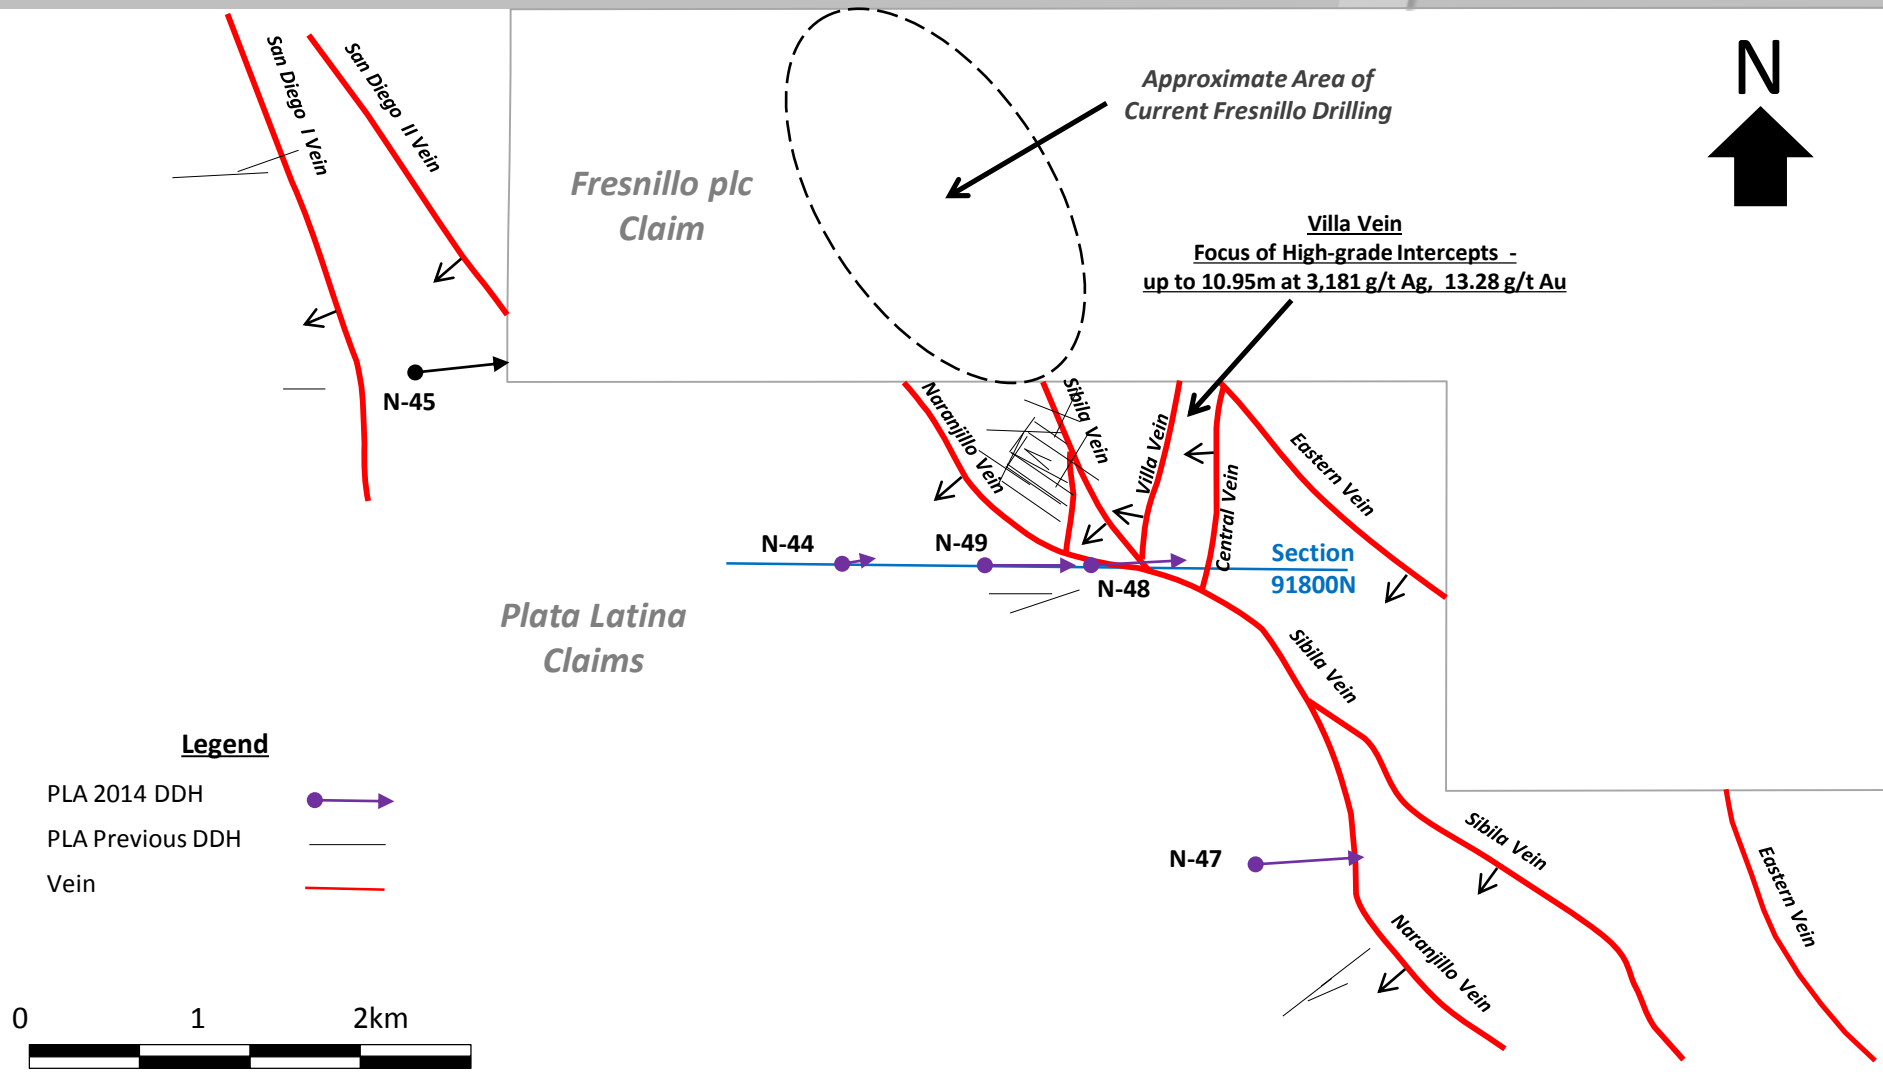 San Diego I Vein
San Diego II Vein
Approximate Area of
Current Fresnillo Drilling
N
Fresnillo plc
Claim
Villa Vein
Focus of High-grade Intercepts -
up to 10.95m at 3,181 g/t Ag, 13.28 g/t Au
N-45
Naranjillo Vein
Sibila Vein
Villa Vein
Central Vein
Eastern Vein
N-44
N-49
N-48
Section
91800N
Plata Latina
Claims
Sibila Vein
Legend
PLA 2014 DDH
PLA Previous DDH
Vein
N-47
Sibila Vein
Eastern Vein
Naranjillo Vein
0 1 2km